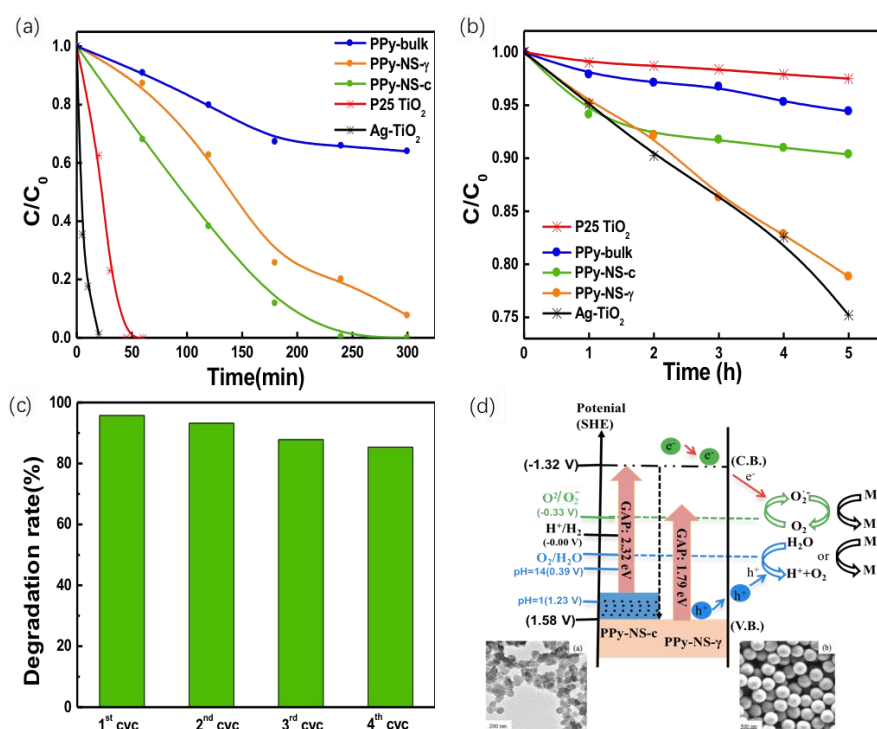 (a)
C/C₀
1.0
0.8
0.6
0.4
0.2
0.0
0
50
100
150
200
250
300
Time(min)
PPy-bulk
PPy-NS-γ
PPy-NS-c
P25 TiO₂
Ag-TiO₂
(b)
C/C₀
1.00
0.95
0.90
0.85
0.80
0.75
0
1
2
3
4
5
Time (h)
P25 TiO₂
PPy-bulk
PPy-NS-c
PPy-NS-γ
Ag-TiO₂
(c)
Degradation rate(%)
100
80
60
40
20
0
1ˢᵗ cyc
2ⁿᵈ cyc
3ʳᵈ cyc
4ᵗʰ cyc
(d)
Potenial
(SHE)
e⁻
e⁻
(-1.32 V)
(C.B.)
e⁻
O²/O₂⁻
(-0.33 V)
H⁺/H₂
(-0.00 V)
O₂/H₂O
pH=14(0.39 V)
pH=1(1.23 V)
(1.58 V)
GAP: 2.32 eV
GAP: 1.79 eV
O₂·⁻
O₂
M
M
H₂O
H⁺+O₂
or
M
M
h⁺
h⁺
h⁺
(V.B.)
PPy-NS-c
PPy-NS-γ
(a)
200 nm
(b)